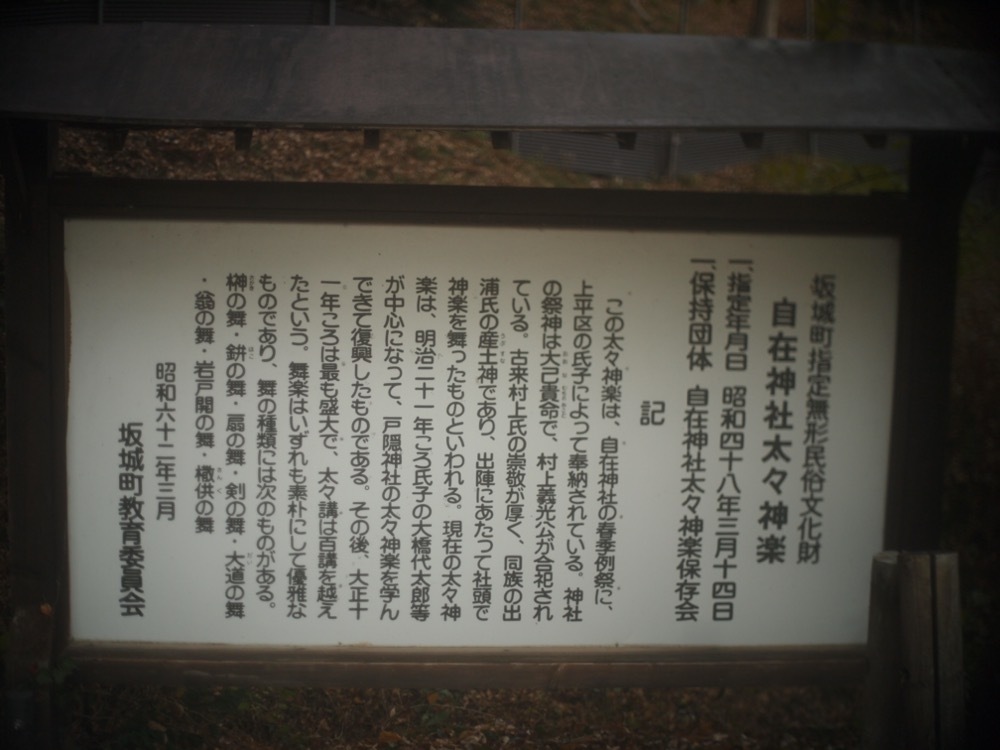 坂城町指定無形民俗文化財
自在神社太々神楽
一、指定年月日 昭和四十八年三月十四日
一、保持団体 自在神社太々神楽保存会
記
この太々神楽は、自在神社の春季例祭に、
上平区の氏子によって奉納されている。神社
の祭神は大己貴命で、村上義光公が合祀され
ている。古来村上氏の崇敬が厚く、同族の出
浦氏の産土神であり、出陣にあたって社頭で
神楽を舞ったものといわれる。現在の太々神
楽は、明治二十一年ころ氏子の大橋代太郎等
が中心になって、戸隠神社の太々神楽を学ん
できて復興したものである。その後、大正十
一年ころは最も盛大で、太々講は百講を越え
たという。舞楽はいずれも素朴にして優雅な
ものであり、舞の種類には次のものがある。
榊の舞・鉾の舞・扇の舞・剣の舞・大道の舞
・翁の舞・岩戸開の舞・の舞
昭和六十二年三月
坂城町教育委員会